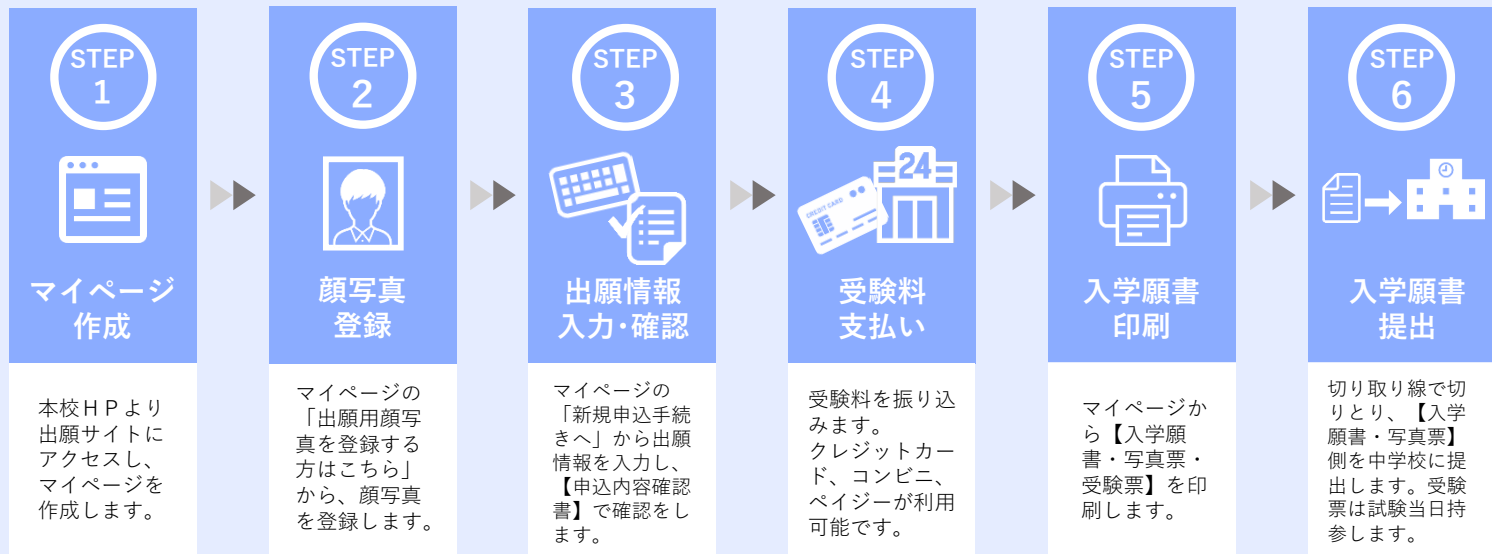 STEP
1
マイページ
作成
本校ＨＰより
出願サイトに
アクセスし、
マイページを
作成します。
STEP
2
顔写真
登録
マイページの
「出願用顔写
真を登録する
方はこちら」
から、顔写真
を登録します。
STEP
3
出願情報
入力･確認
マイページの
「新規申込手続
きへ」から出願
情報を入力し、
【申込内容確認
書】で確認をし
ます。
STEP
4
24
CREDIT CARD
受験料
支払い
受験料を振り込
みます。
クレジットカー
ド、コンビニ、
ペイジーが利用
可能です。
STEP
5
入学願書
印刷
マイページか
ら【入学願
書・写真票・
受験票】を印
刷します。
STEP
6
入学願書
提出
切り取り線で切
りとり、【入学
願書・写真票】
側を中学校に提
出します。受験
票は試験当日持
参します。